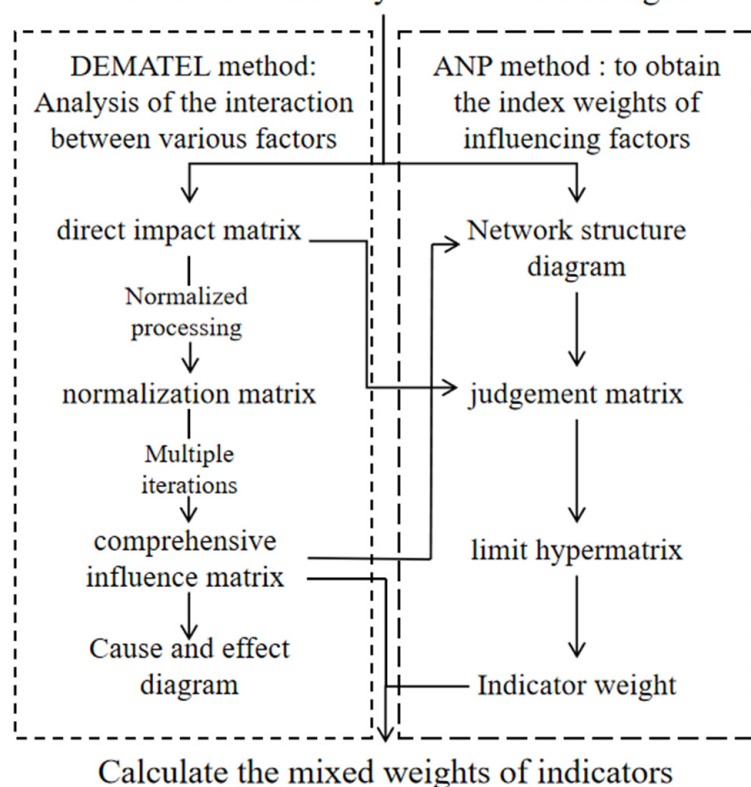 DEMATEL method:
Analysis of the interaction
between various factors
direct impact matrix
Normalized
processing
normalization matrix
Multiple
iterations
comprehensive
influence matrix
Cause and effect
diagram
ANP method : to obtain
the index weights of
influencing factors
Network structure
diagram
judgement matrix
limit hypermatrix
Indicator weight
Calculate the mixed weights of indicators